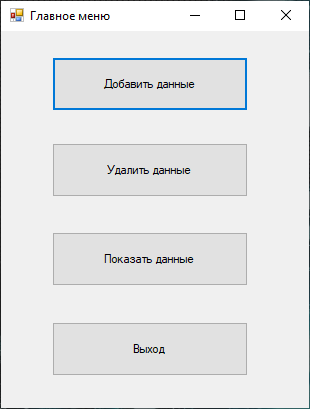 Главное меню
Добавить данные
Удалить данные
Показать данные
Выход